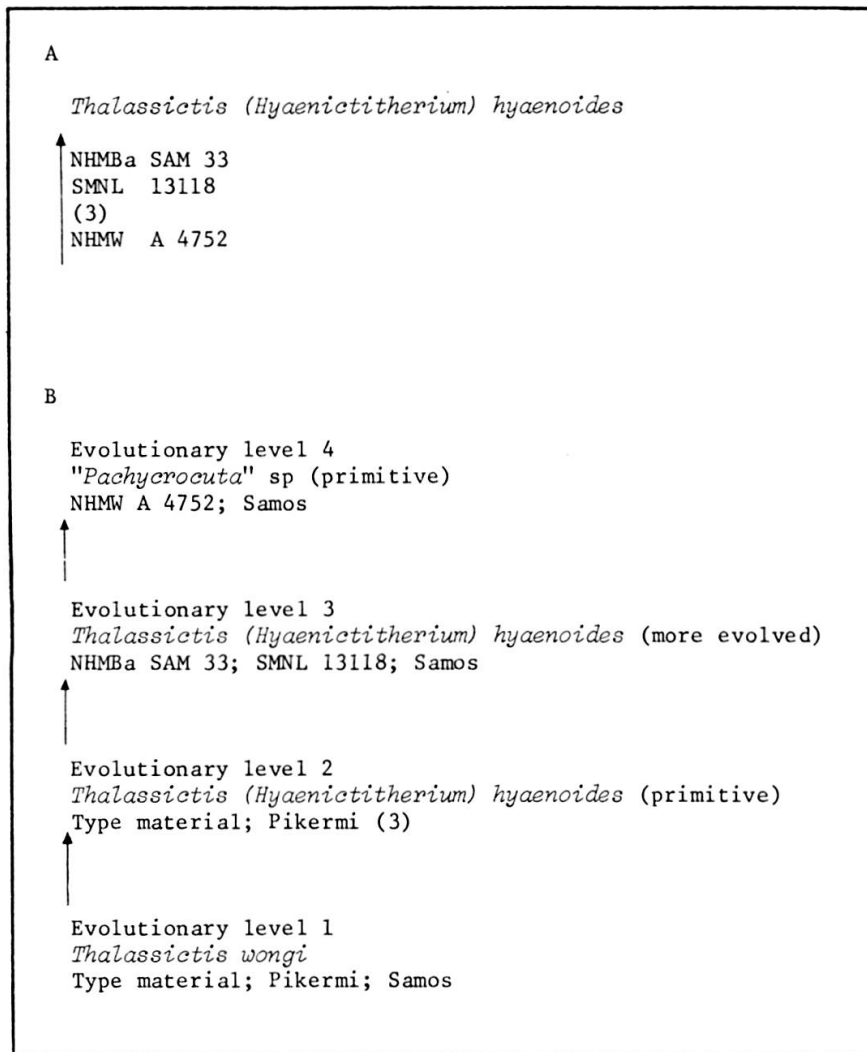 A
Thalassictis (Hyaenictitherium) hyaenoides
NHMBa SAM 33
SMNL 13118
(3)
NHMW A 4752
B
Evolutionary level 4
"Pachycrocuta" sp (primitive)
NHMW A 4752; Samos
Evolutionary level 3
Thalassictis (Hyaenictitherium) hyaenoides (more evolved)
NHMBa SAM 33; SMNL 13118; Samos
Evolutionary level 2
Thalassictis (Hyaenictitherium) hyaenoides (primitive)
Type material; Pikermi (3)
Evolutionary level 1
Thalassictis wongi
Type material; Pikermi; Samos